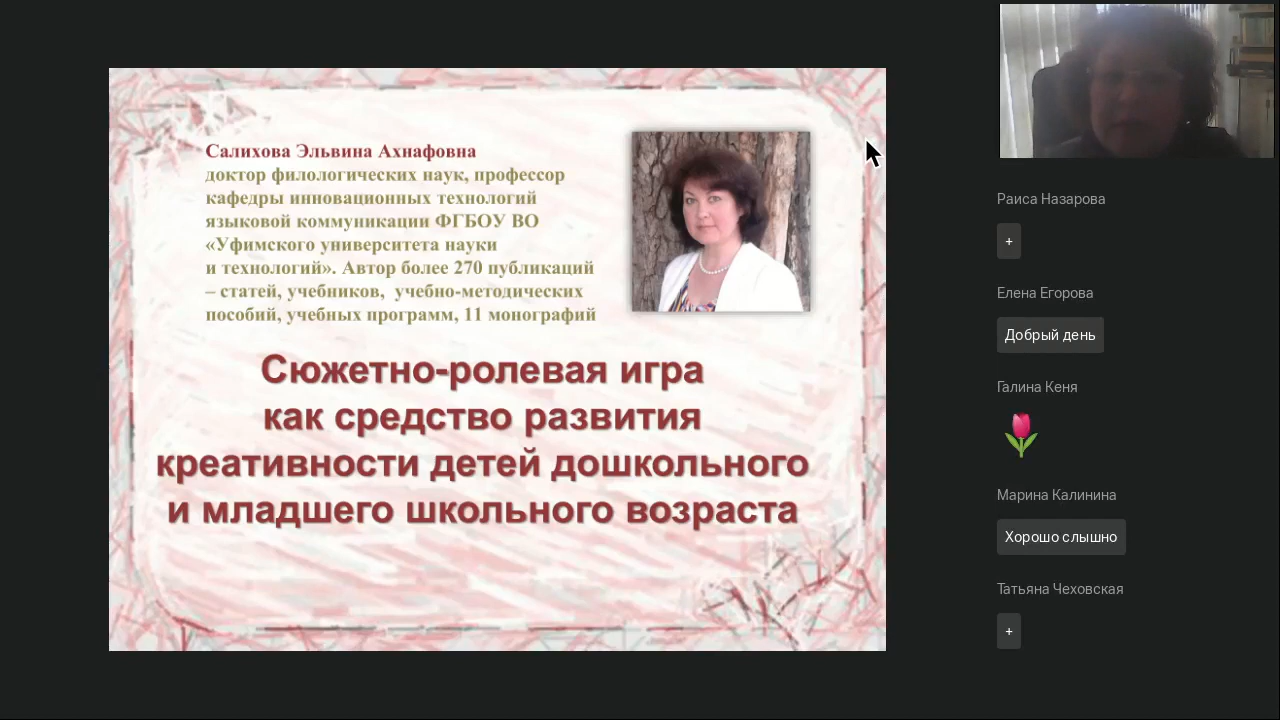 Салихова Эльвина Ахнафовна
доктор филологических наук, профессор
кафедры инновационных технологий
языковой коммуникации ФГБОУ ВО
«Уфимского университета науки
и технологий». Автор более 270 публикаций
– статей, учебников, учебно-методических
пособий, учебных программ, 11 монографий
Сюжетно-ролевая игра
как средство развития
креативности детей дошкольного
и младшего школьного возраста
Раиса Назарова
+
Елена Егорова
Добрый день
Галина Кеня
Марина Калинина
Хорошо слышно
Татьяна Чеховская
+